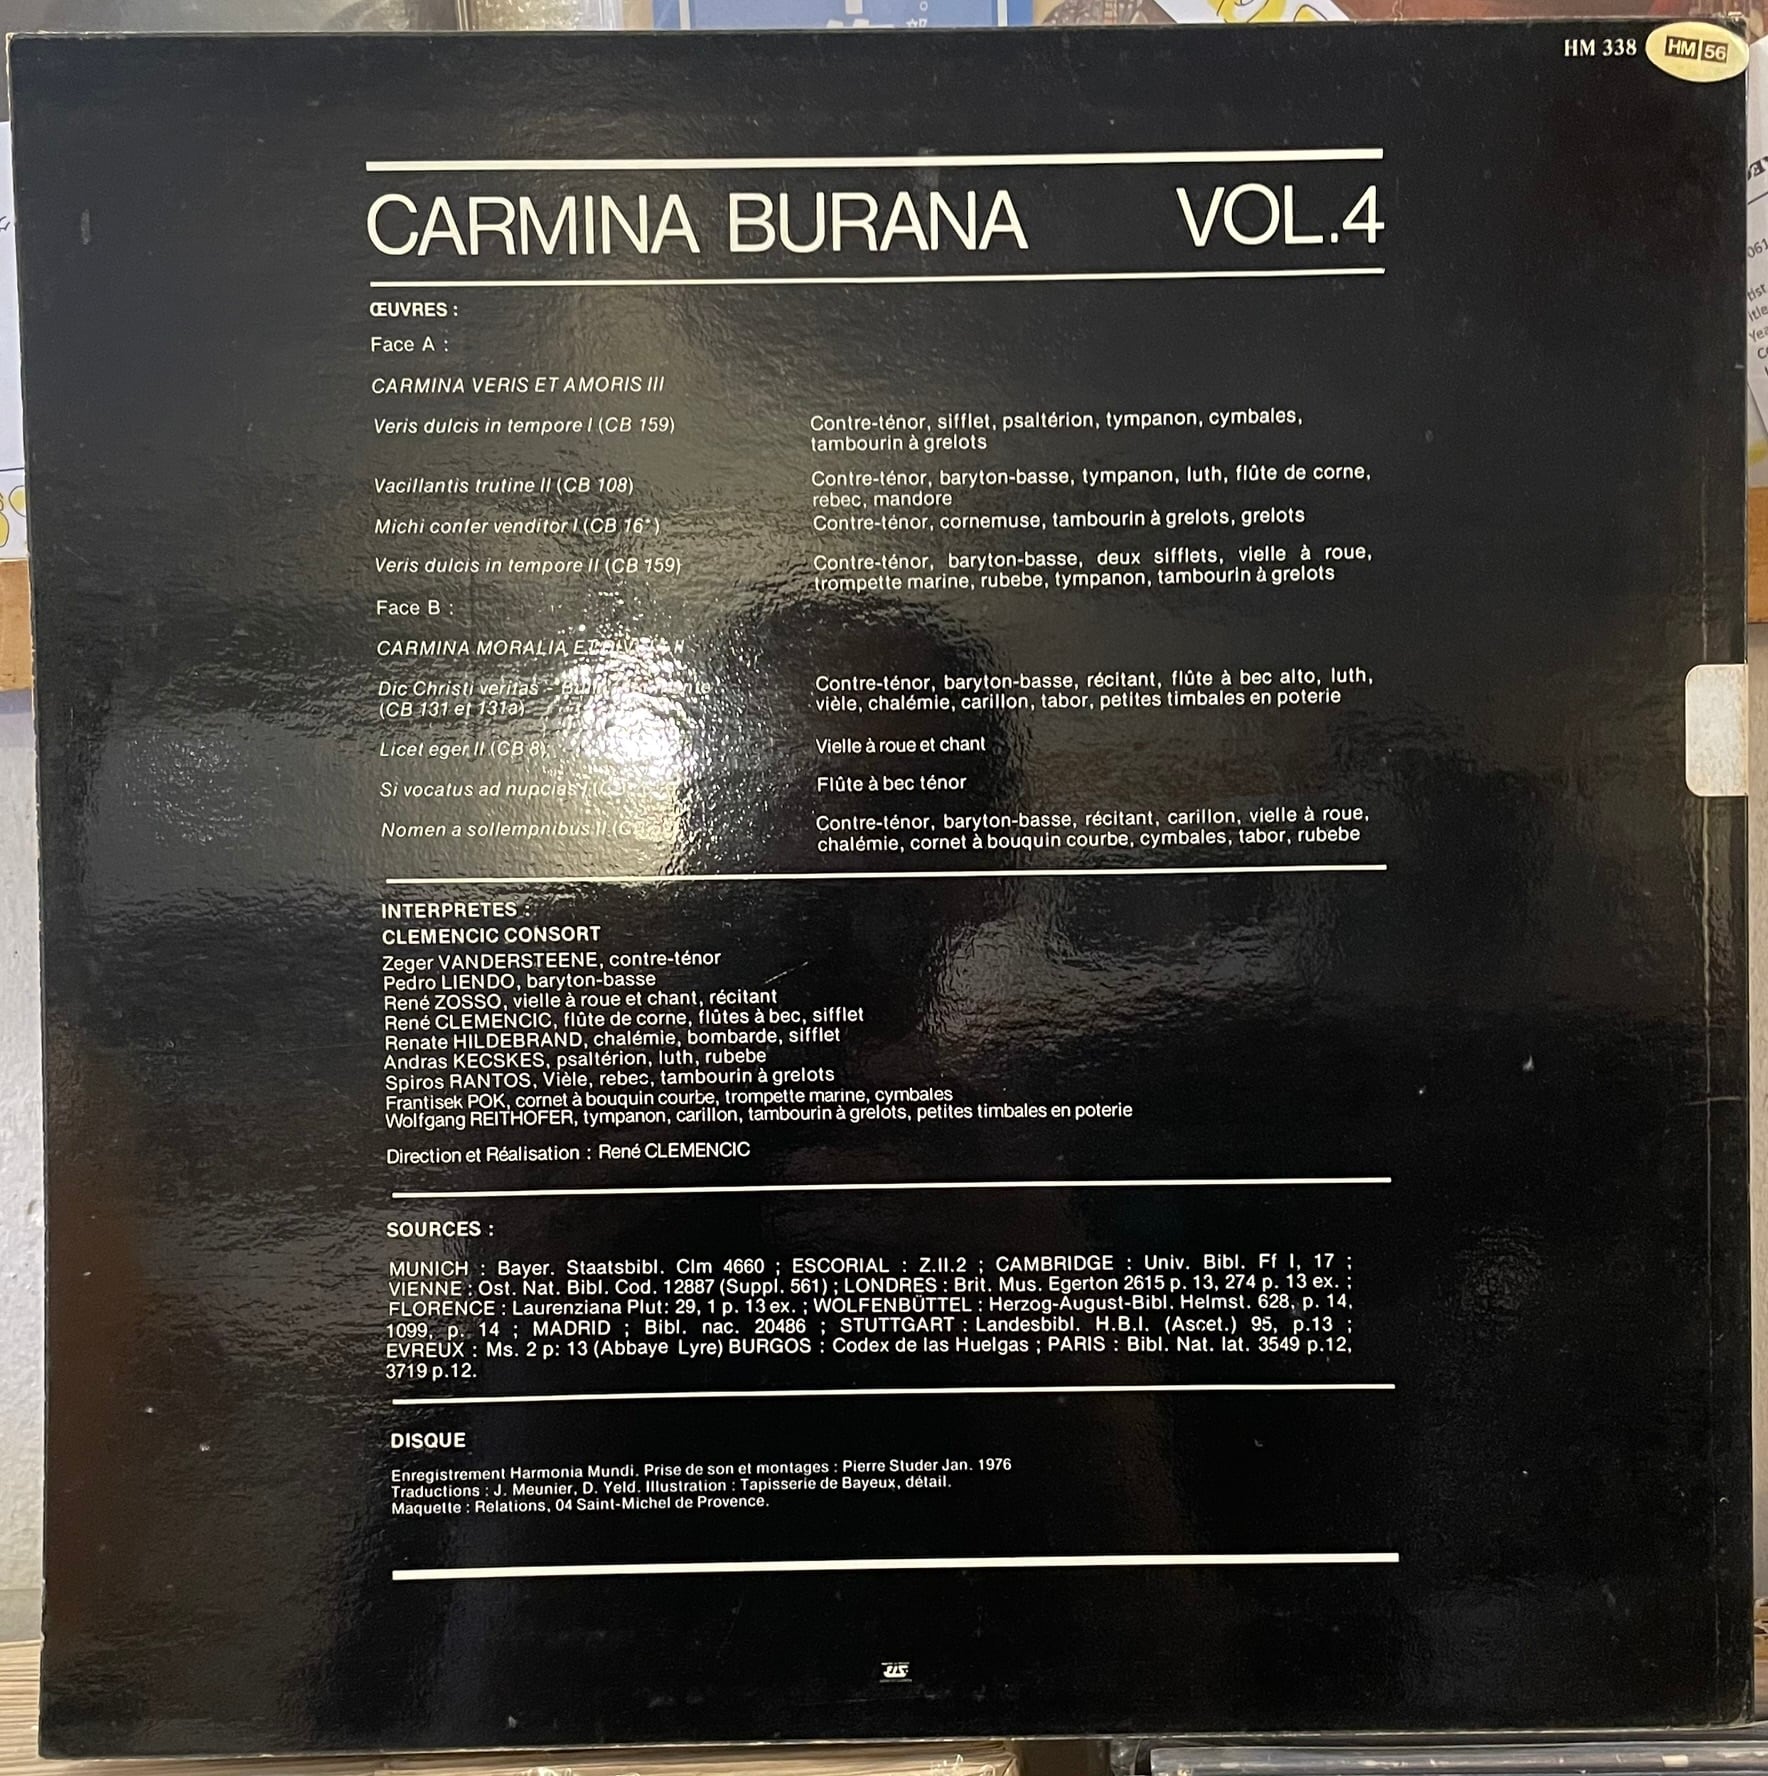 HM 338
HM 56
CARMINA BURANA VOL.4
ŒUVRES :
Face A :
CARMINA VERIS ET AMORIS III
Veris dulcis in tempore I (CB 159)
Contre-ténor, sifflet, psaltérion, tympanon, cymbales,
tambourin à grelots
Vacillantis trutine II (CB 108)
Contre-ténor, baryton-basse, tympanon, luth, flûte de corne,
rebec, mandore
Michi confer venditor I (CB 16*)
Contre-ténor, cornemuse, tambourin à grelots, grelots
Veris dulcis in tempore II (CB 159)
Contre-ténor, baryton-basse, deux sifflets, vielle à roue,
trompette marine, rubebe, tympanon, tambourin à grelots
Face B :
CARMINA MORALIA
Dic Christi veritas -
(CB 131 et 131a)
Contre-ténor, baryton-basse, récitant, flûte à bec alto, luth,
vièle, chalémie, carillon, tabor, petites timbales en poterie
Licet eger II (CB 8)
Vielle à roue et chant
Si vocatus ad nupcias
Flûte à bec ténor
Nomen a sollempnibus II
Contre-ténor, baryton-basse, récitant, carillon, vielle à roue,
chalémie, cornet à bouquin courbe, cymbales, tabor, rubebe
INTERPRETES :
CLEMENCIC CONSORT
Zeger VANDERSTEENE, contre-ténor
Pedro LIENDO, baryton-basse
René ZOSSO, vielle à roue et chant, récitant
René CLEMENCIC, flûte de corne, flûtes à bec, sifflet
Renate HILDEBRAND, chalémie, bombarde, sifflet
Andras KECSKES, psaltérion, luth, rubebe
Spiros RANTOS, Vièle, rebec, tambourin à grelots
Frantisek POK, cornet à bouquin courbe, trompette marine, cymbales
Wolfgang REITHOFER, tympanon, carillon, tambourin à grelots, petites timbales en poterie
Direction et Réalisation : René CLEMENCIC
SOURCES :
MUNICH : Bayer. Staatsbibl. Clm 4660 ; ESCORIAL : Z.II.2 ; CAMBRIDGE : Univ. Bibl. Ff I, 17 ;
VIENNE : Ost. Nat. Bibl. Cod. 12887 (Suppl. 561) ; LONDRES : Brit. Mus. Egerton 2615 p. 13, 274 p. 13 ex. ;
FLORENCE : Laurenziana Plut: 29, 1 p. 13 ex. ; WOLFENBÜTTEL : Herzog-August-Bibl. Helmst. 628, p. 14,
1099, p. 14 ; MADRID ; Bibl. nac. 20486 ; STUTTGART : Landesbibl. H.B.I. (Ascet.) 95, p.13 ;
EVREUX : Ms. 2 p: 13 (Abbaye Lyre) BURGOS : Codex de las Huelgas ; PARIS : Bibl. Nat. lat. 3549 p.12,
3719 p.12.
DISQUE
Enregistrement Harmonia Mundi. Prise de son et montages : Pierre Studer Jan. 1976
Traductions : J. Meunier, D. Yeld. Illustration : Tapisserie de Bayeux, détail.
Maquette : Relations, 04 Saint-Michel de Provence.